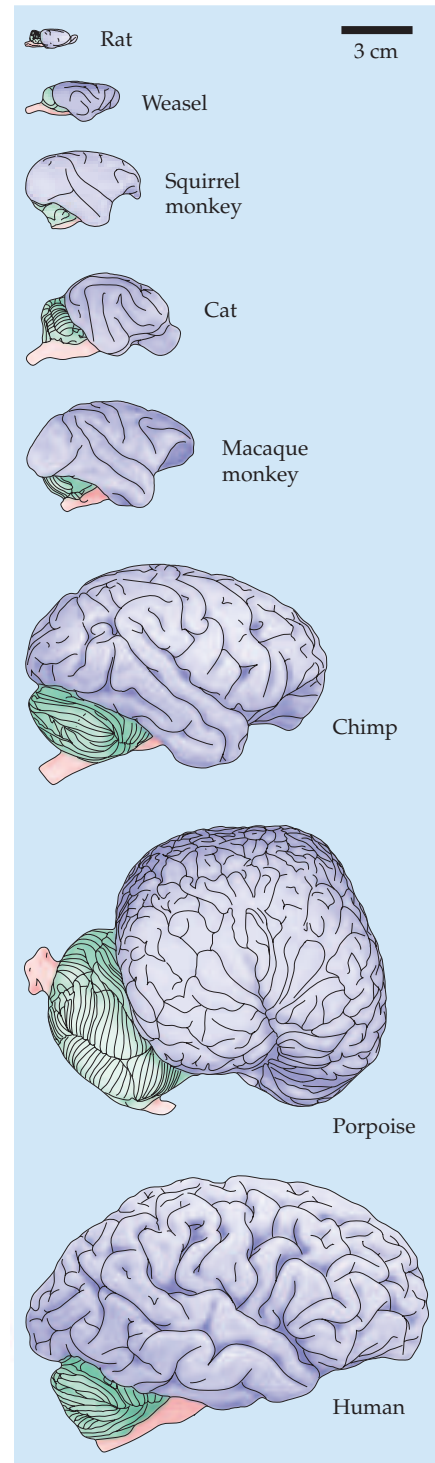 Rat
3 cm
Weasel
Squirrel
monkey
Cat
Macaque
monkey
Chimp
Porpoise
Human